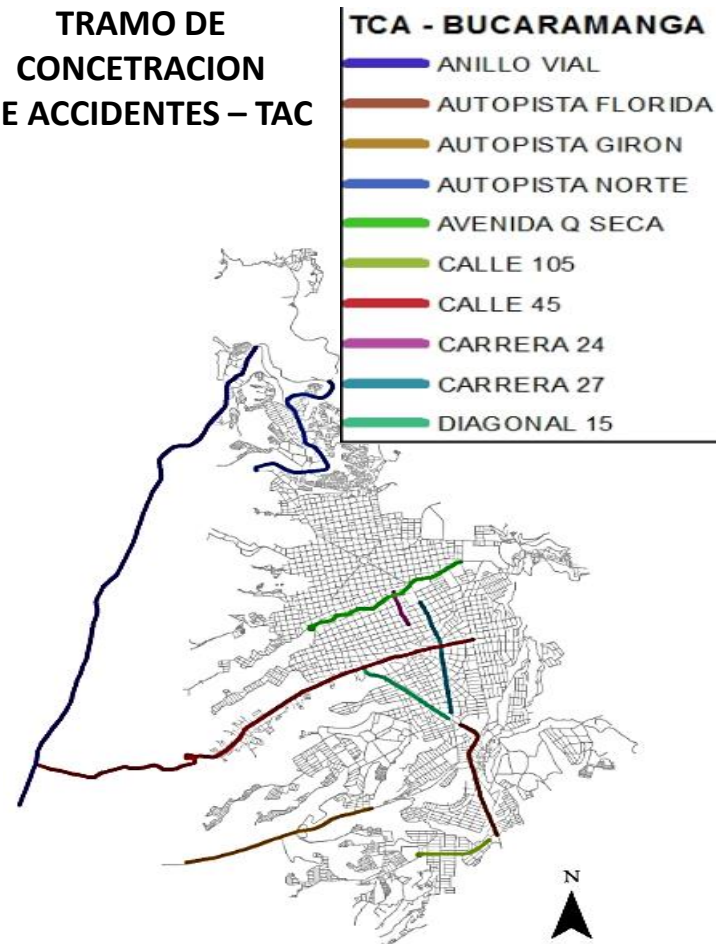 TRAMO DE
CONCETRACION
E ACCIDENTES – TAC
TCA - BUCARAMANGA
ANILLO VIAL
AUTOPISTA FLORIDA
AUTOPISTA GIRON
AUTOPISTA NORTE
AVENIDA Q SECA
CALLE 105
CALLE 45
CARRERA 24
CARRERA 27
DIAGONAL 15
N